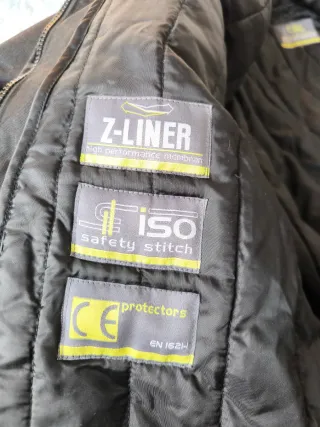 Z-LINER
high performance membrane
iso
safety stitch
CE protectors
EN 1621-1